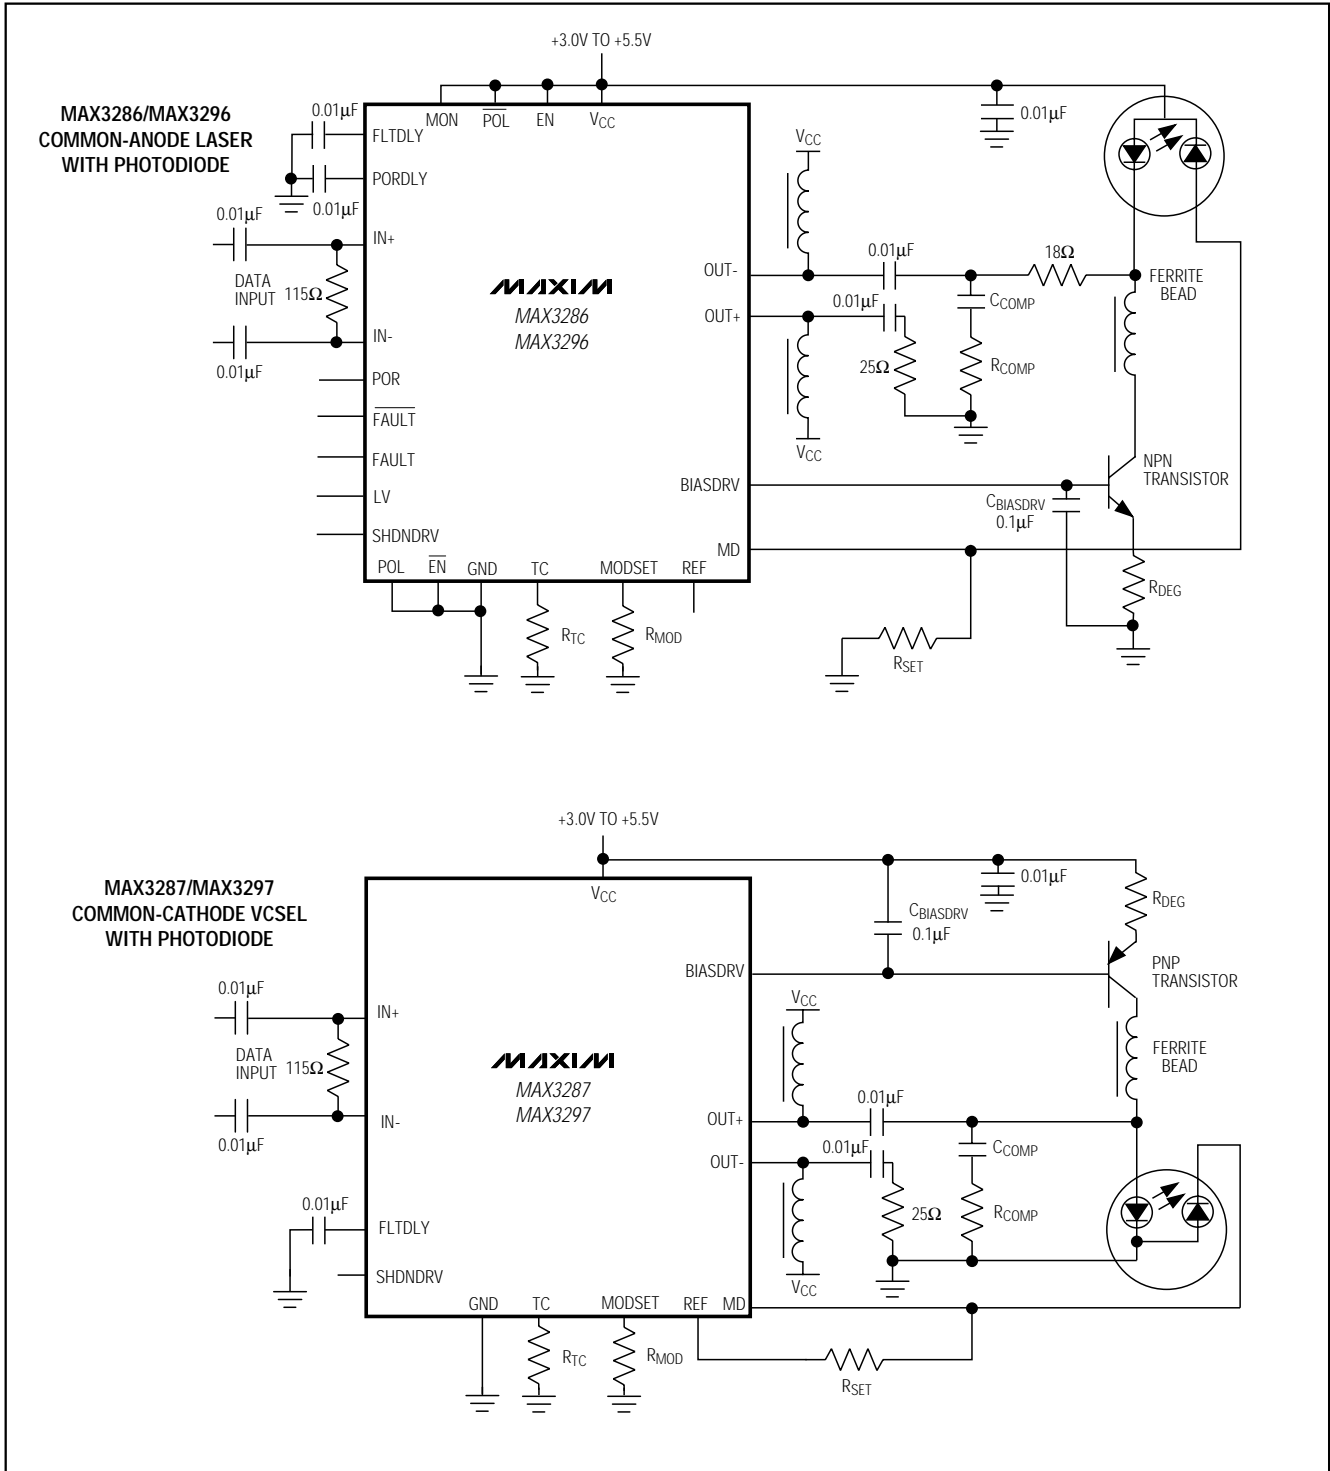 +3.0V TO +5.5V
MAX3286/MAX3296
COMMON-ANODE LASER
WITH PHOTODIODE
0.01μF
MON
POL
EN
VCC
0.01μF
FLTDLY
PORDLY
0.01μF
0.01μF
IN+
DATA
INPUT
115Ω
IN-
0.01μF
POR
FAULT
FAULT
LV
SHDNDRV
MAXIM
MAX3286
MAX3296
VCC
OUT-
0.01μF
18Ω
FERRITE
BEAD
OUT+
0.01μF
CCOMP
25Ω
RCOMP
VCC
BIASDRV
CBIASDRV
0.1μF
NPN
TRANSISTOR
MD
POL
EN
GND
TC
MODSET
REF
RDEG
RTC
RMOD
RSET
+3.0V TO +5.5V
MAX3287/MAX3297
COMMON-CATHODE VCSEL
WITH PHOTODIODE
VCC
0.01μF
RDEG
CBIASDRV
0.1μF
BIASDRV
PNP
TRANSISTOR
0.01μF
IN+
DATA
INPUT
115Ω
IN-
0.01μF
MAXIM
MAX3287
MAX3297
VCC
FERRITE
BEAD
0.01μF
OUT+
0.01μF
OUT-
CCOMP
25Ω
RCOMP
VCC
0.01μF
FLTDLY
SHDNDRV
GND
TC
MODSET
REF
MD
RTC
RMOD
RSET